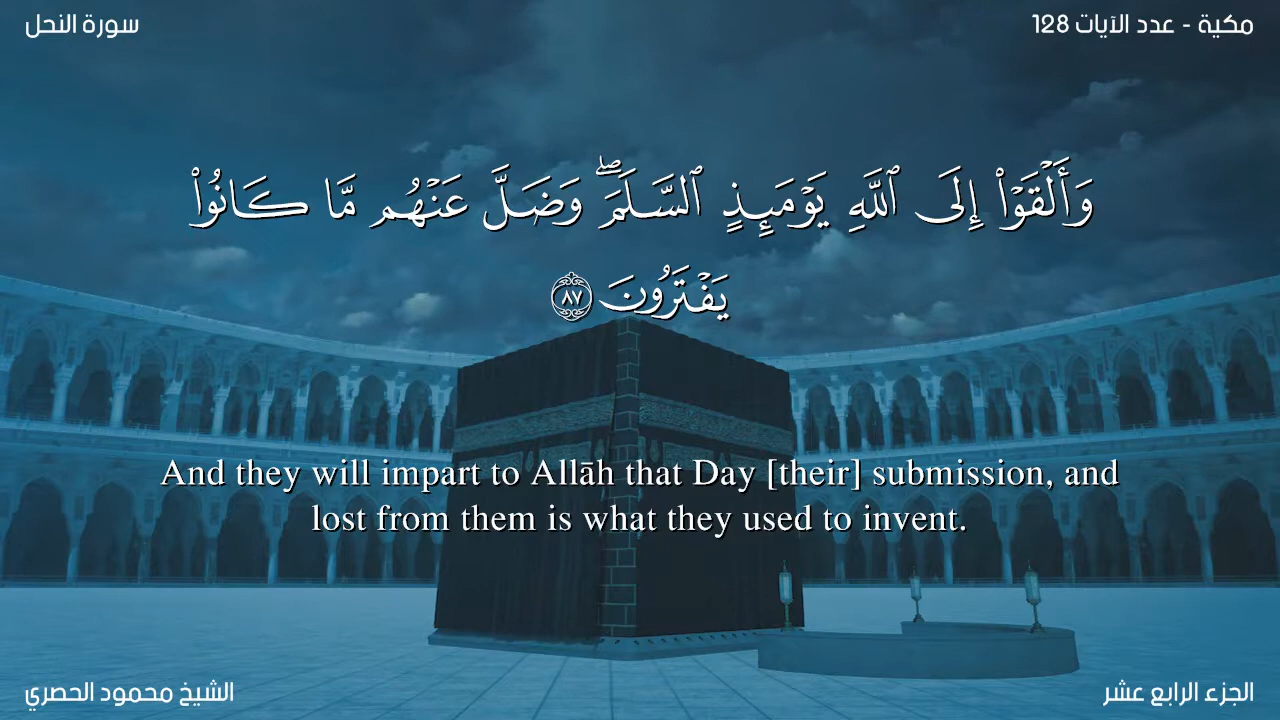 مكية - عدد الآيات 128
سورة النحل
وَأَلْقَوْا۟ إِلَى ٱللَّهِ يَوْمَئِذٍ ٱلسَّلَمَ ۖ وَضَلَّ عَنْهُم مَّا كَانُوا۟
يَفْتَرُونَ ٨٧
And they will impart to Allāh that Day [their] submission, and
lost from them is what they used to invent.
الجزء الرابع عشر
الشيخ محمود الحصري